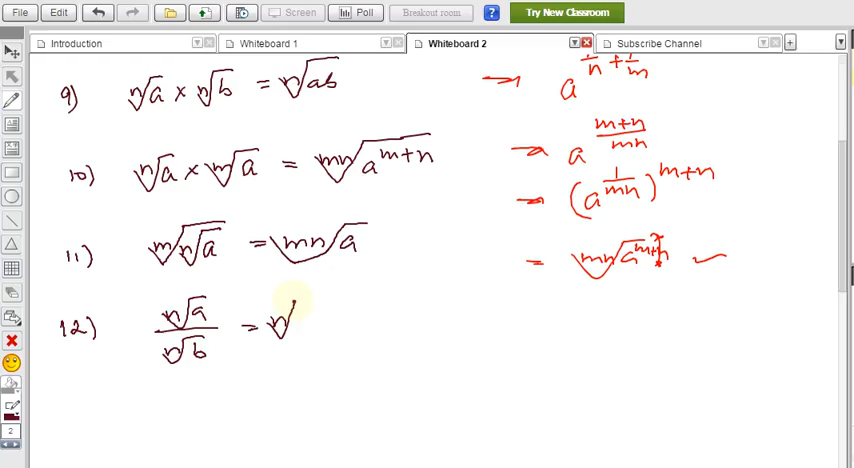 File Edit Screen Poll Breakout room ? Try New Classroom
Introduction Whiteboard 1 Whiteboard 2 Subscribe Channel +
9) ⁿ√a × ⁿ√b = ⁿ√ab
→ a^(1/n + 1/m)
→ a^((m+n)/mn)
10) ⁿ√a × ᵐ√a = ᵐⁿ√a^(m+n)
→ (a^(1/mn))^(m+n)
11) ᵐ√ⁿ√a = ᵐⁿ√a
= ᵐⁿ√a^(m+n)
12) ⁿ√a / ⁿ√b = ⁿ√
2